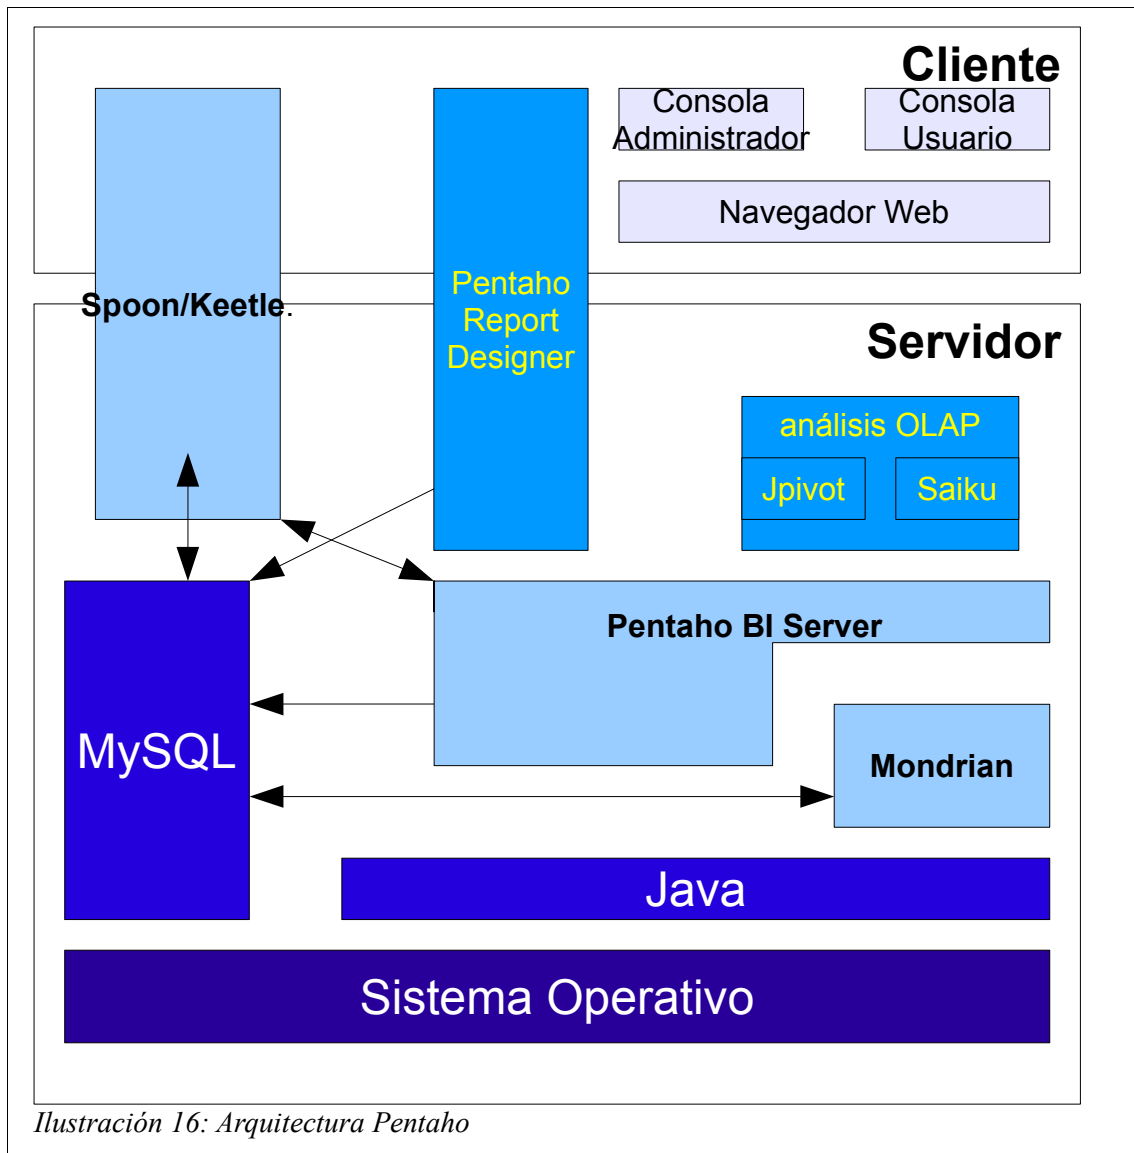 Cliente
Consola
Administrador
Consola
Usuario
Navegador Web
Spoon/Keetle.
Pentaho
Report
Designer
Servidor
análisis OLAP
Jpivot
Saiku
Pentaho BI Server
MySQL
Mondrian
Java
Sistema Operativo
Ilustración 16: Arquitectura Pentaho